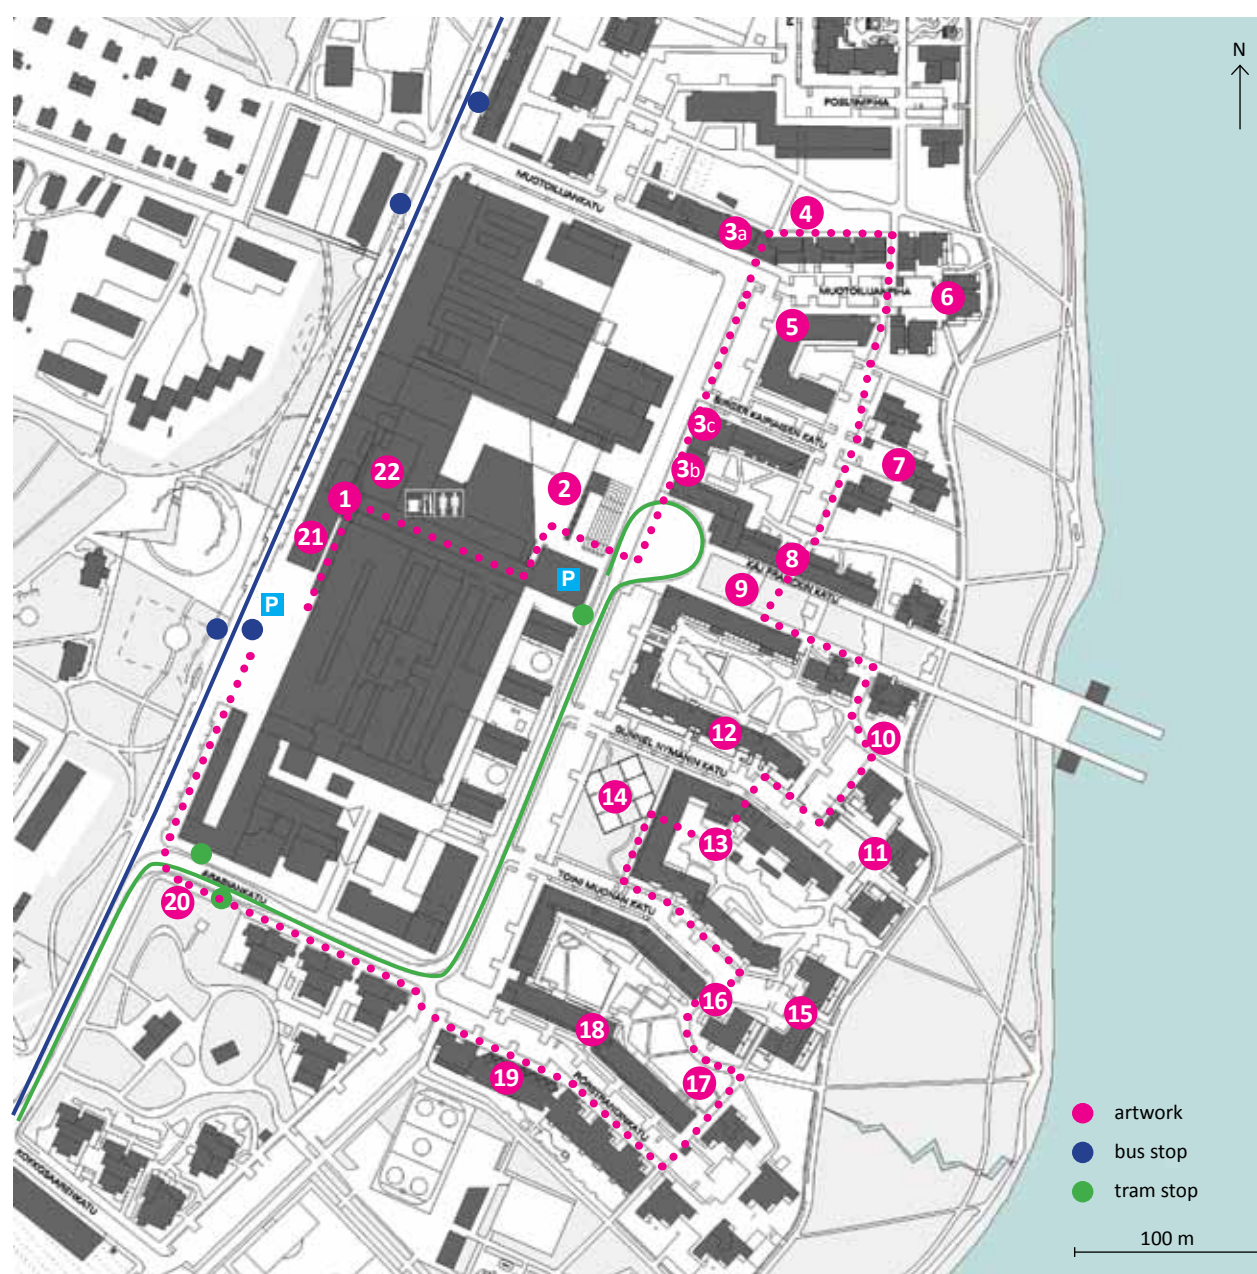 N
POSLIINIPIHA
MUOTOILIJANKATU
4
3a
MUOTOILIJANPIHA
6
5
BIRGER KAIPIAISEN KATU
3c
3b
7
22
1
2
21
8
P
KAJ FRANCKIN KATU
9
P
12
10
GUNNEL NYMANIN KATU
14
13
11
ARABIANKATU
TOINI MUONAN KATU
20
16
15
18
19
17
KOKKOSAARENKATU
artwork
bus stop
tram stop
100 m